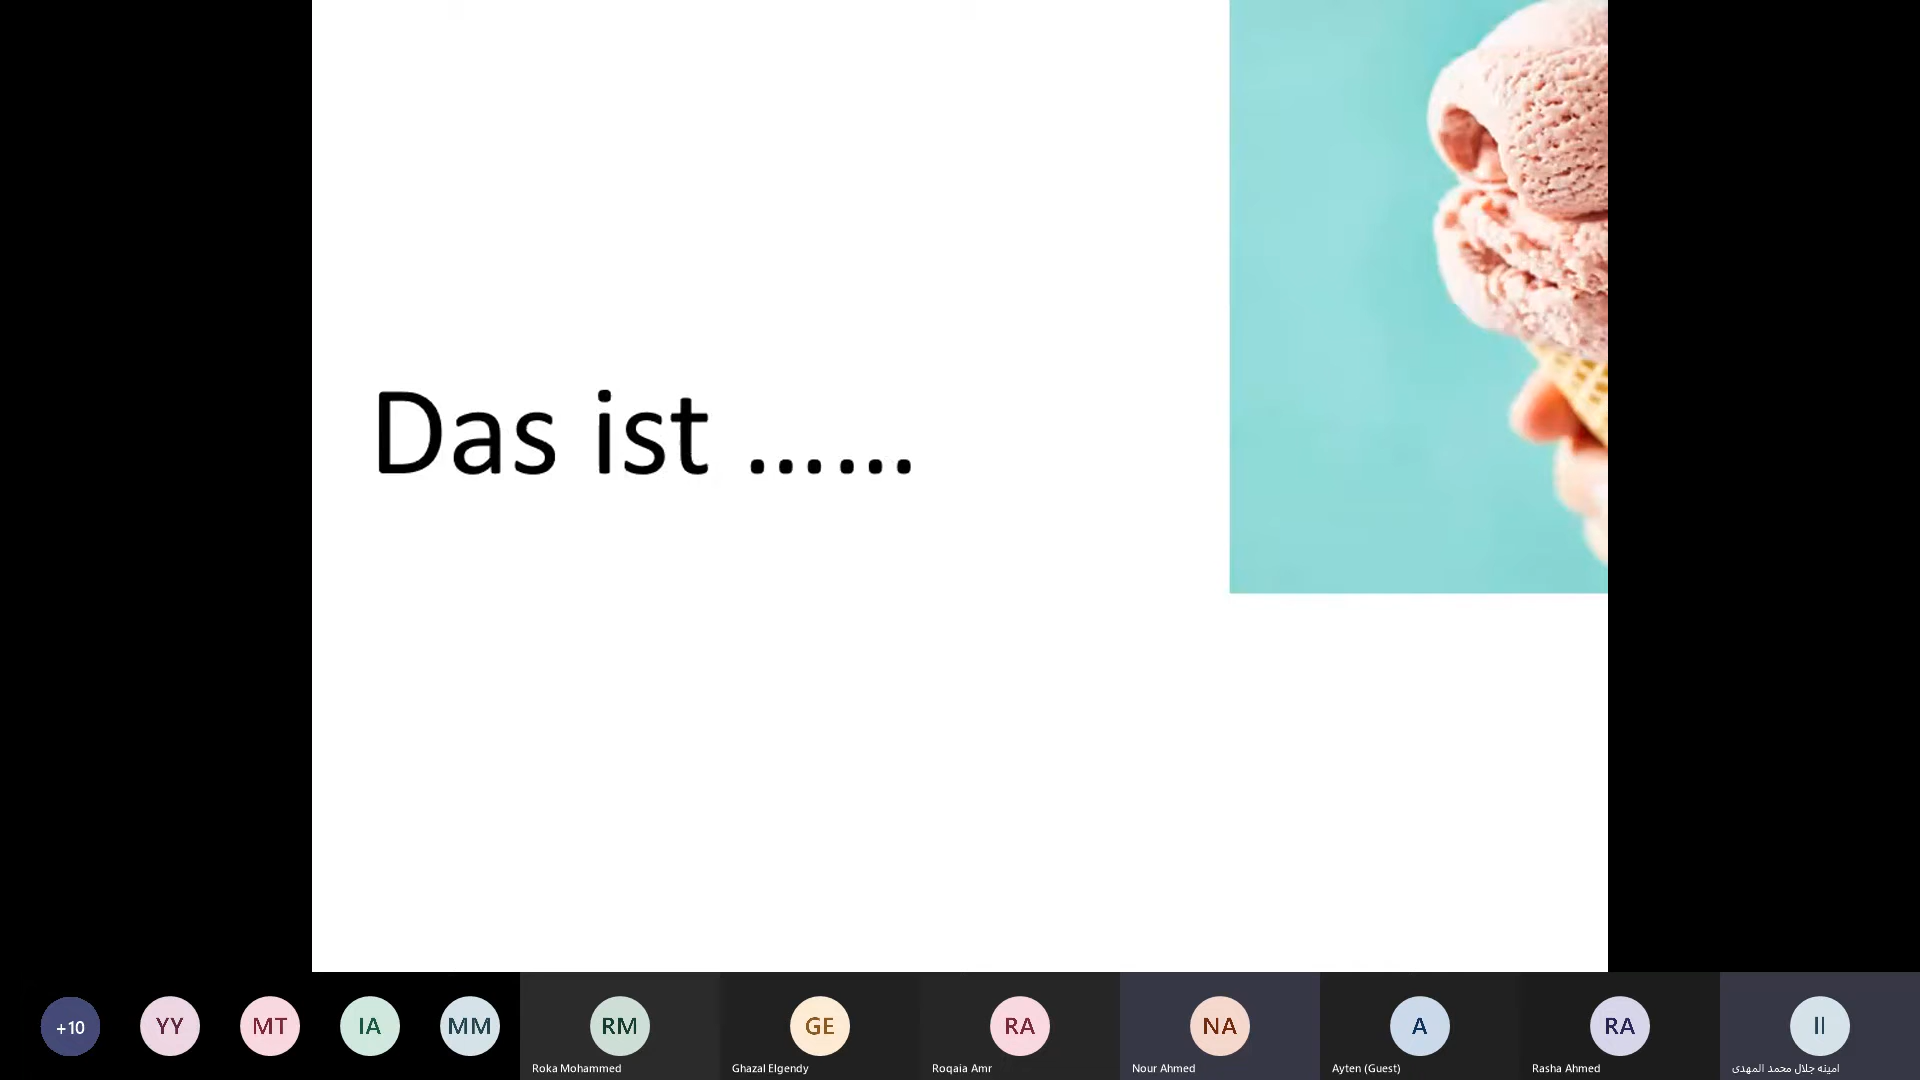 Das ist ......
+10
YY
MT
IA
MM
RM
GE
RA
NA
A
RA
اا
Roka Mohammed
Ghazal Elgendy
Roqaia Amr
Nour Ahmed
Ayten (Guest)
Rasha Ahmed
امينه جلال محمد المهدى